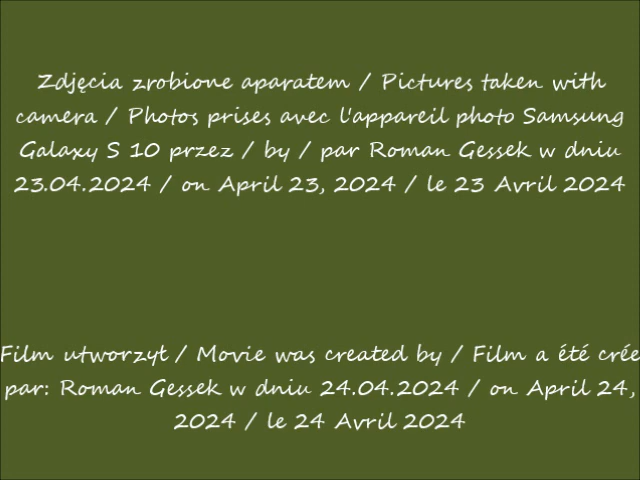 Zdjęcia zrobione aparatem / Pictures taken with
camera / Photos prises avec l'appareil photo Samsung
Galaxy S 10 przez / by / par Roman Gessek w dniu
23.04.2024 / on April 23, 2024 / le 23 Avril 2024
Film utworzył / Movie was created by / Film a été crée
par: Roman Gessek w dniu 24.04.2024 / on April 24,
2024 / le 24 Avril 2024